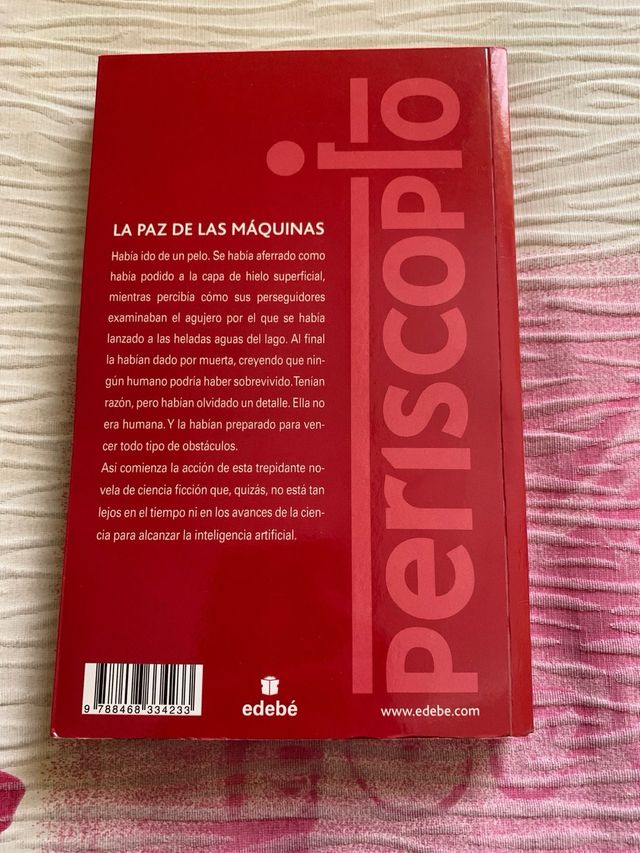 LA PAZ DE LAS MÁQUINAS
Había ido de un pelo. Se había aferrado como
había podido a la capa de hielo superficial,
mientras percibía cómo sus perseguidores
examinaban el agujero por el que se había
lanzado a las heladas aguas del lago. Al final
la habían dado por muerta, creyendo que nin-
gún humano podría haber sobrevivido. Tenían
razón, pero habían olvidado un detalle. Ella no
era humana. Y la habían preparado para ven-
cer todo tipo de obstáculos.
Así comienza la acción de esta trepidante no-
vela de ciencia ficción que, quizás, no está tan
lejos en el tiempo ni en los avances de la cien-
cia para alcanzar la inteligencia artificial.
periscopio
9 788468 334233
edebé
www.edebe.com